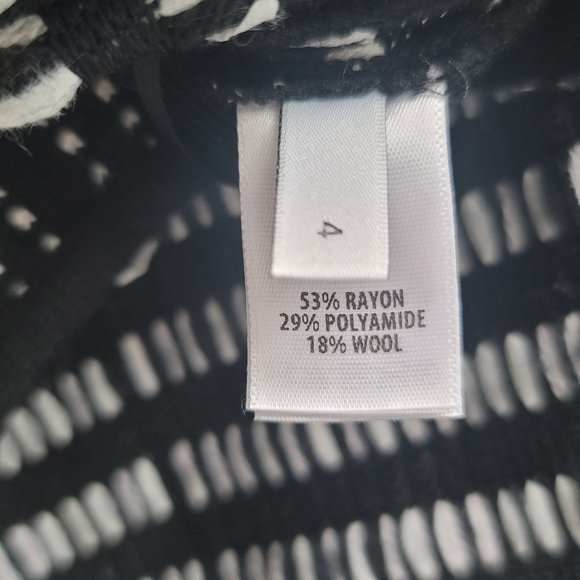 4
53% RAYON
29% POLYAMIDE
18% WOOL